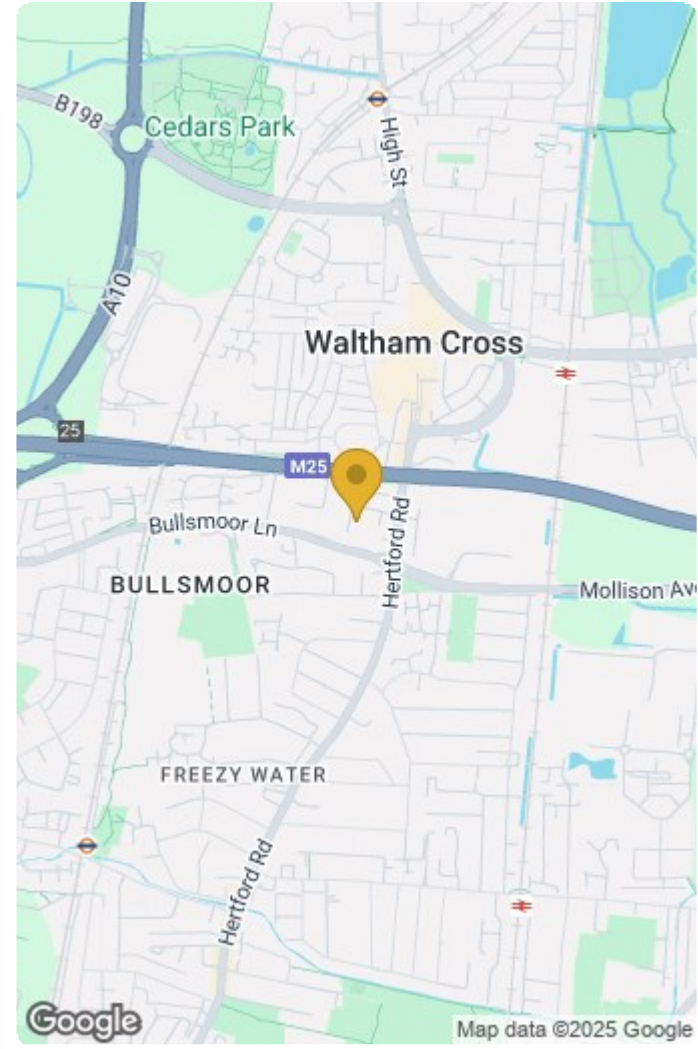 B198
Cedars Park
High St
A10
Waltham Cross
25
M25
Bullsmoor Ln
Hertford Rd
BULLSMOOR
Mollison Av
FREEZY WATER
Hertford Rd
Google
Map data ©2025 Google